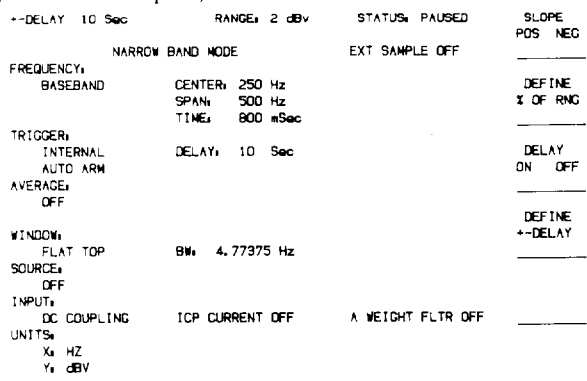 +-DELAY 10 Sec RANGE: 2 dBv STATUS: PAUSED SLOPE
POS NEG
NARROW BAND MODE EXT SAMPLE OFF
FREQUENCY:
BASEBAND CENTER: 250 Hz DEFINE
SPAN: 500 Hz % OF RNG
TIME: 800 mSec
TRIGGER:
INTERNAL DELAY: 10 Sec DELAY
AUTO ARM ON OFF
AVERAGE:
OFF
DEFINE
WINDOW: +-DELAY
FLAT TOP BW: 4.77375 Hz
SOURCE:
OFF
INPUT:
DC COUPLING ICP CURRENT OFF A WEIGHT FLTR OFF
UNITS:
X: HZ
Y: dBV